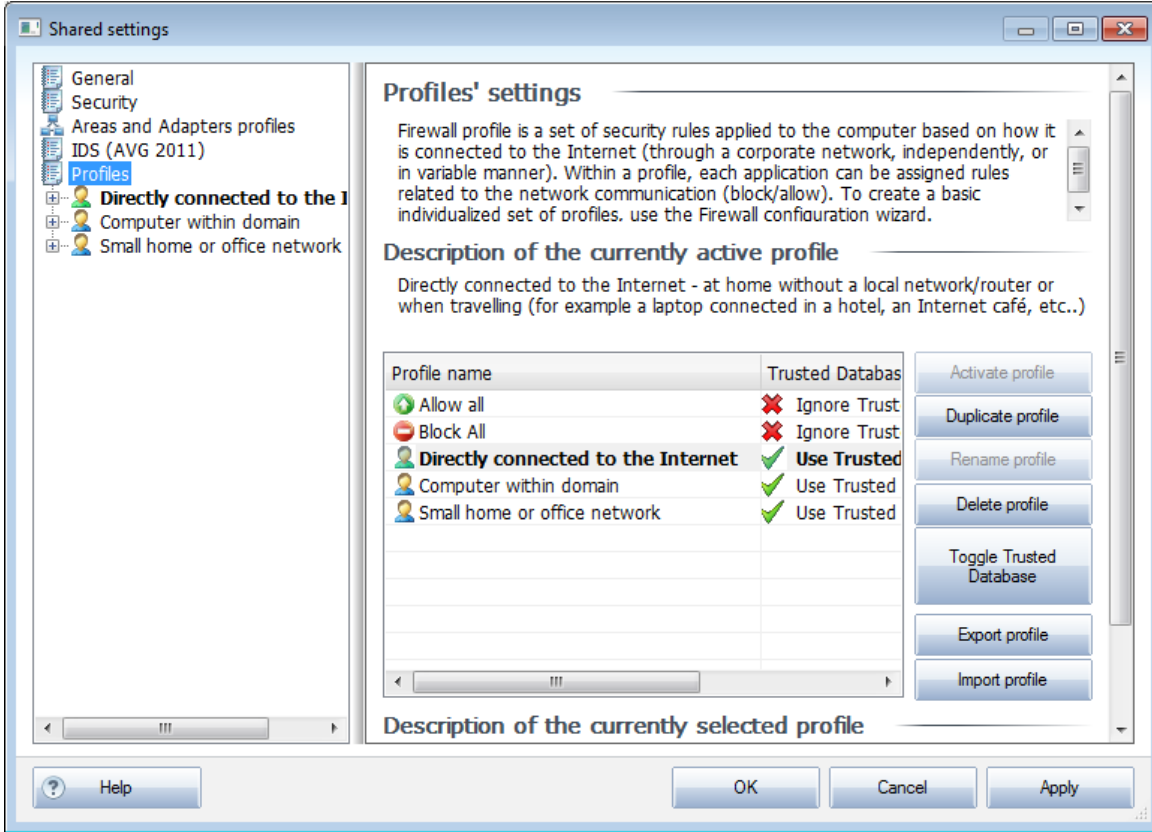 Shared settings
General
Security
Areas and Adapters profiles
IDS (AVG 2011)
Profiles
Directly connected to the I
Computer within domain
Small home or office network
Profiles' settings
Firewall profile is a set of security rules applied to the computer based on how it
is connected to the Internet (through a corporate network, independently, or
in variable manner). Within a profile, each application can be assigned rules
related to the network communication (block/allow). To create a basic
individualized set of profiles, use the Firewall configuration wizard.
Description of the currently active profile
Directly connected to the Internet - at home without a local network/router or
when travelling (for example a laptop connected in a hotel, an Internet café, etc..)
Profile name Trusted Databas
Allow all Ignore Trust
Block All Ignore Trust
Directly connected to the Internet Use Trusted
Computer within domain Use Trusted
Small home or office network Use Trusted
Activate profile
Duplicate profile
Rename profile
Delete profile
Toggle Trusted
Database
Export profile
Import profile
Description of the currently selected profile
Help
OK
Cancel
Apply